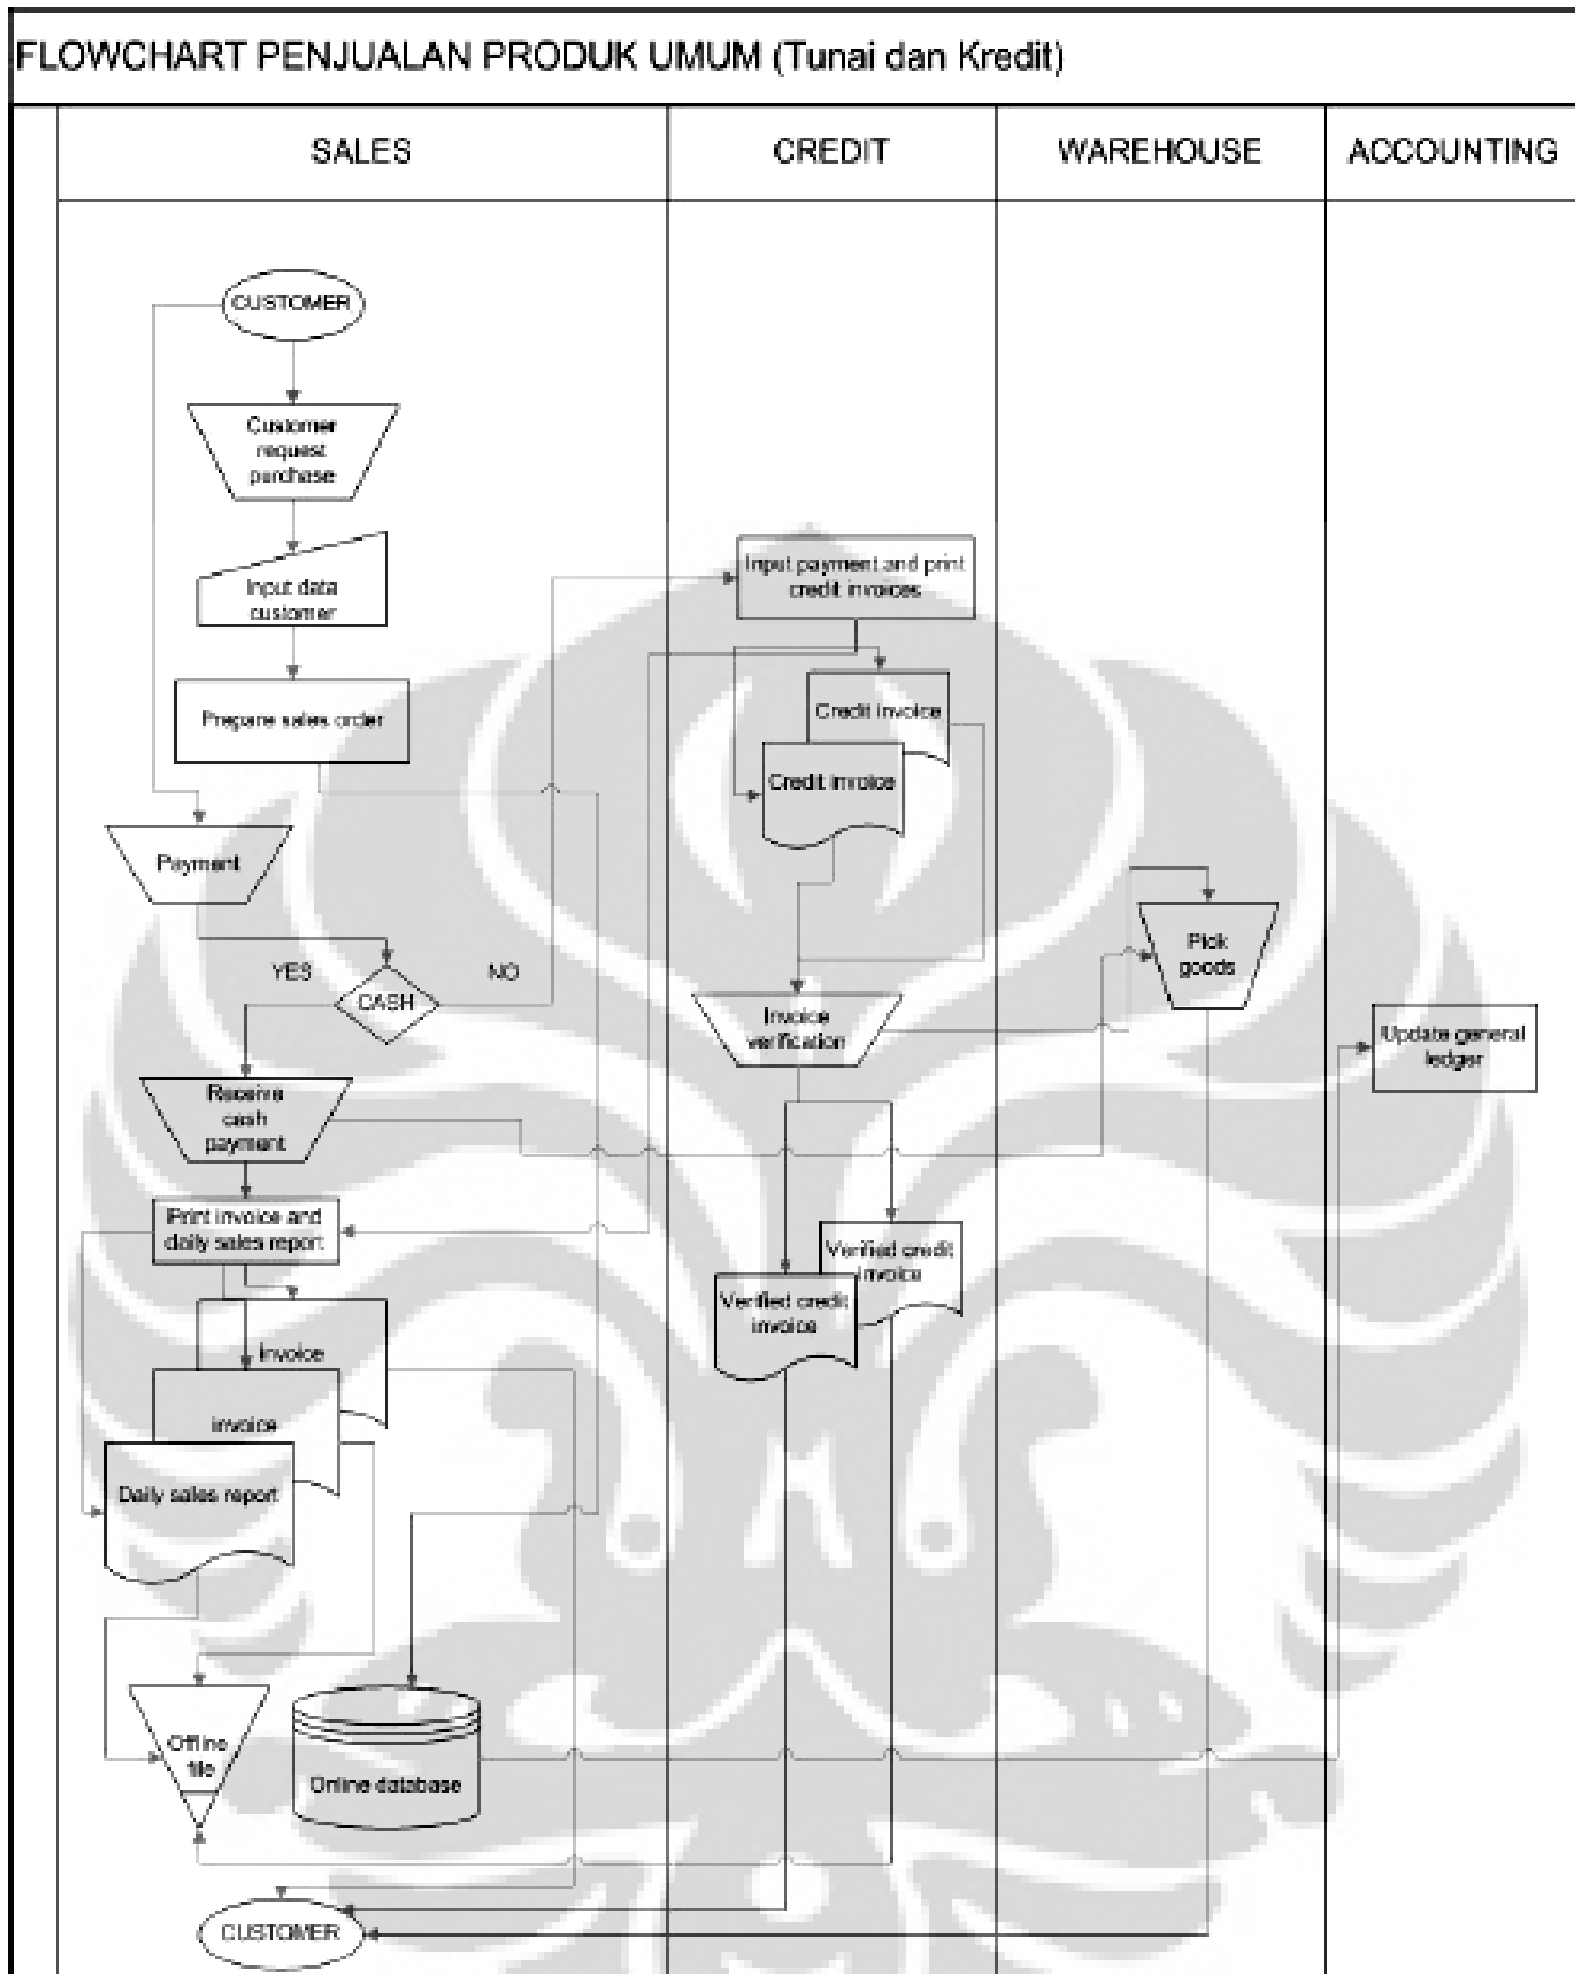 FLOWCHART PENJUALAN PRODUK UMUM (Tunai dan Kredit)
SALES
CREDIT
WAREHOUSE
ACCOUNTING
CUSTOMER
Customer
request
purchase
Input data
customer
Prepare sales order
Payment
YES
NO
CASH
Receive
cash
payment
Print invoice and
daily sales report
invoice
invoice
Daily sales report
Offline
file
Online database
CUSTOMER
Input payment and print
credit invoices
Credit invoice
Credit invoice
Invoice
verification
Verified credit
invoice
Verified credit
invoice
Pick
goods
Update general
ledger